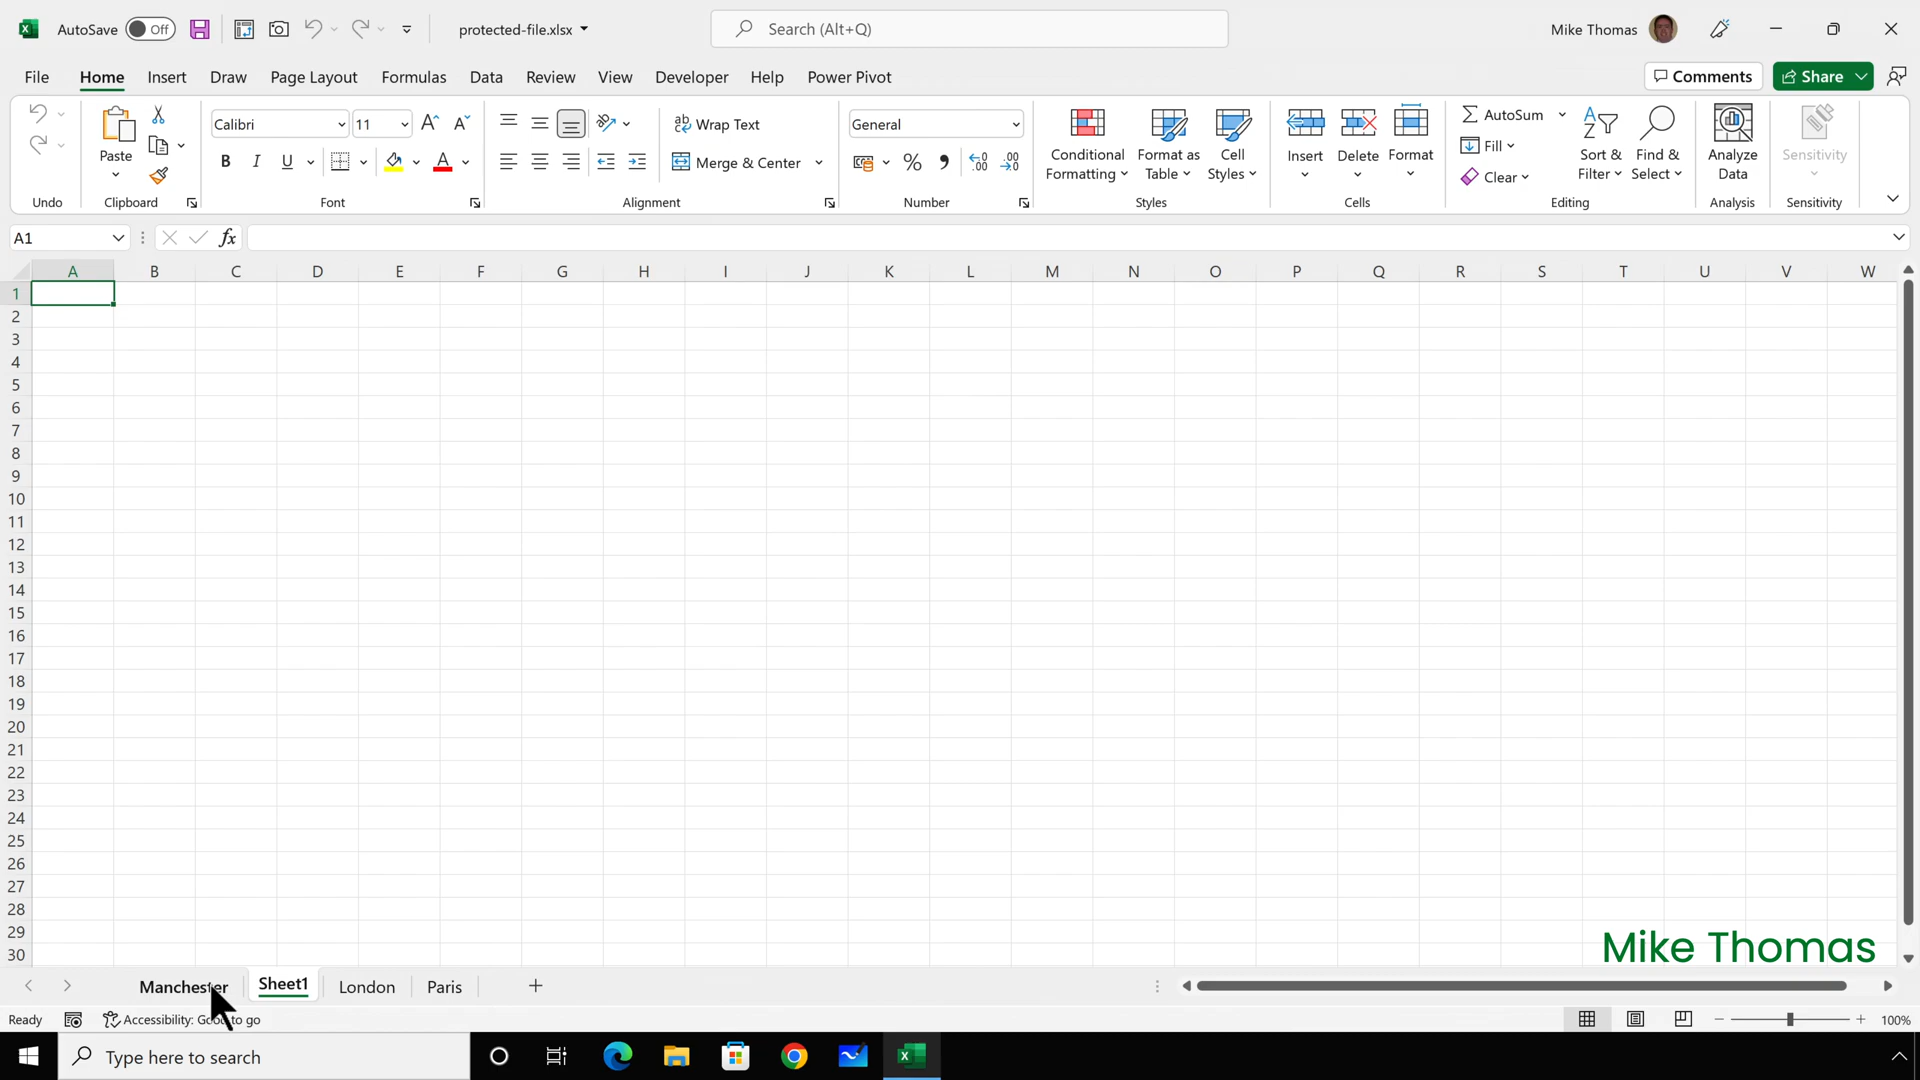 AutoSave Off protected-file.xlsx Search (Alt+Q) Mike Thomas
File Home Insert Draw Page Layout Formulas Data Review View Developer Help Power Pivot Comments Share
Undo
Paste
Clipboard
Calibri 11
B I U A
Font
ab Wrap Text
Merge & Center
Alignment
General
% 9
Number
Conditional Formatting
Format as Table
Cell Styles
Styles
Insert Delete Format
Cells
AutoSum
Fill
Clear
Sort & Filter
Find & Select
Editing
Analyze Data
Analysis
Sensitivity
Sensitivity
A1 fx
A B C D E F G H I J K L M N O P Q R S T U V W
1
2
3
4
5
6
7
8
9
10
11
12
13
14
15
16
17
18
19
20
21
22
23
24
25
26
27
28
29
30
Mike Thomas
Manchester Sheet1 London Paris
Ready Accessibility: Good to go 100%
Type here to search